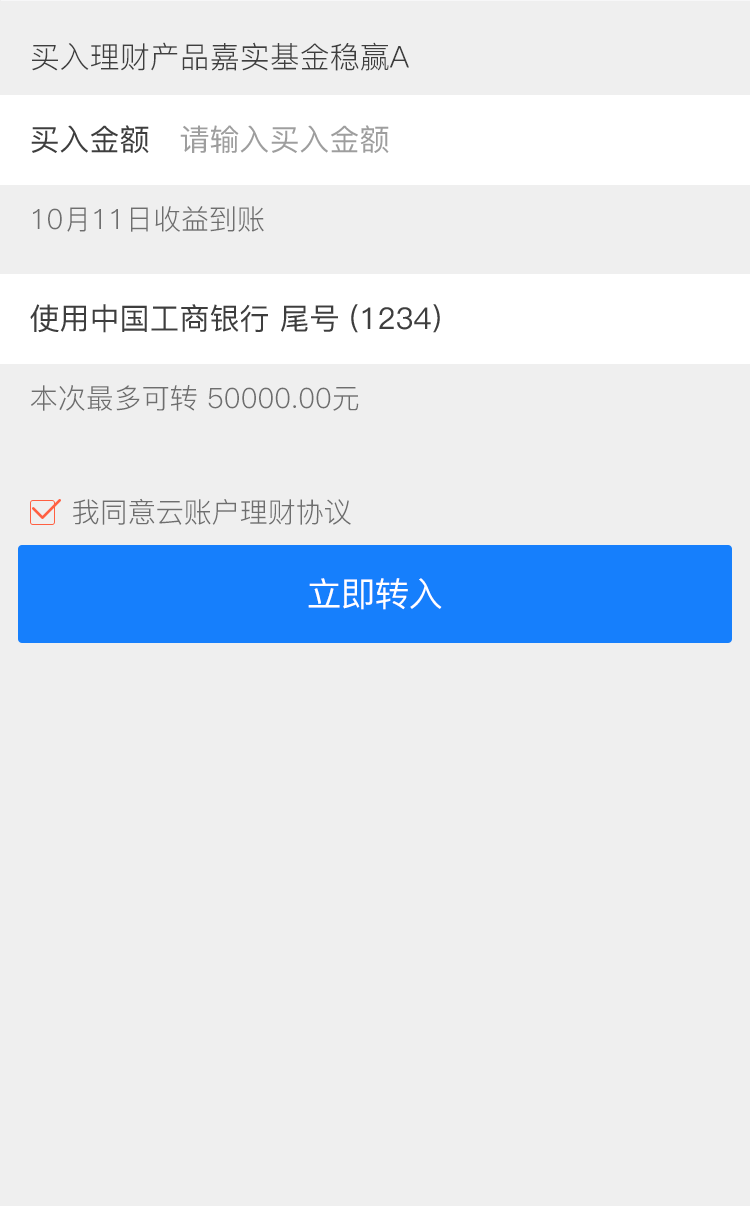 买入理财产品嘉实基金稳赢A
买入金额 请输入买入金额
10月11日收益到账
使用中国工商银行 尾号 (1234)
本次最多可转 50000.00元
我同意云账户理财协议
立即转入